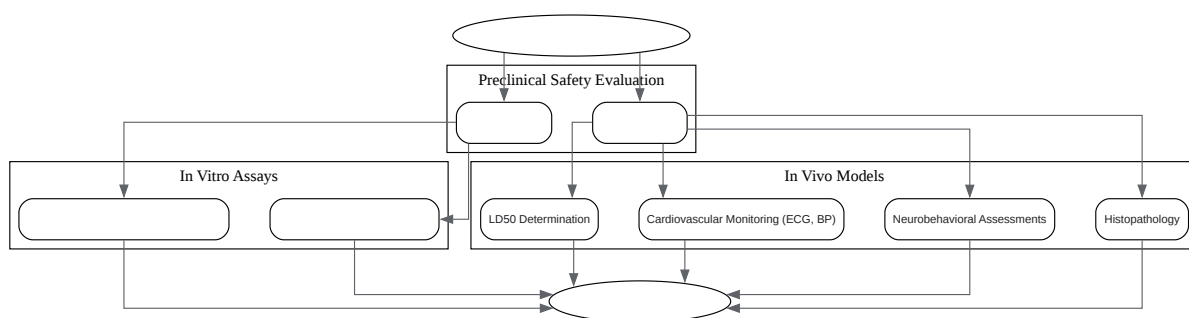 Preclinical Safety Evaluation
In Vitro Assays
In Vivo Models
LD50 Determination
Cardiovascular Monitoring (ECG, BP)
Neurobehavioral Assessments
Histopathology